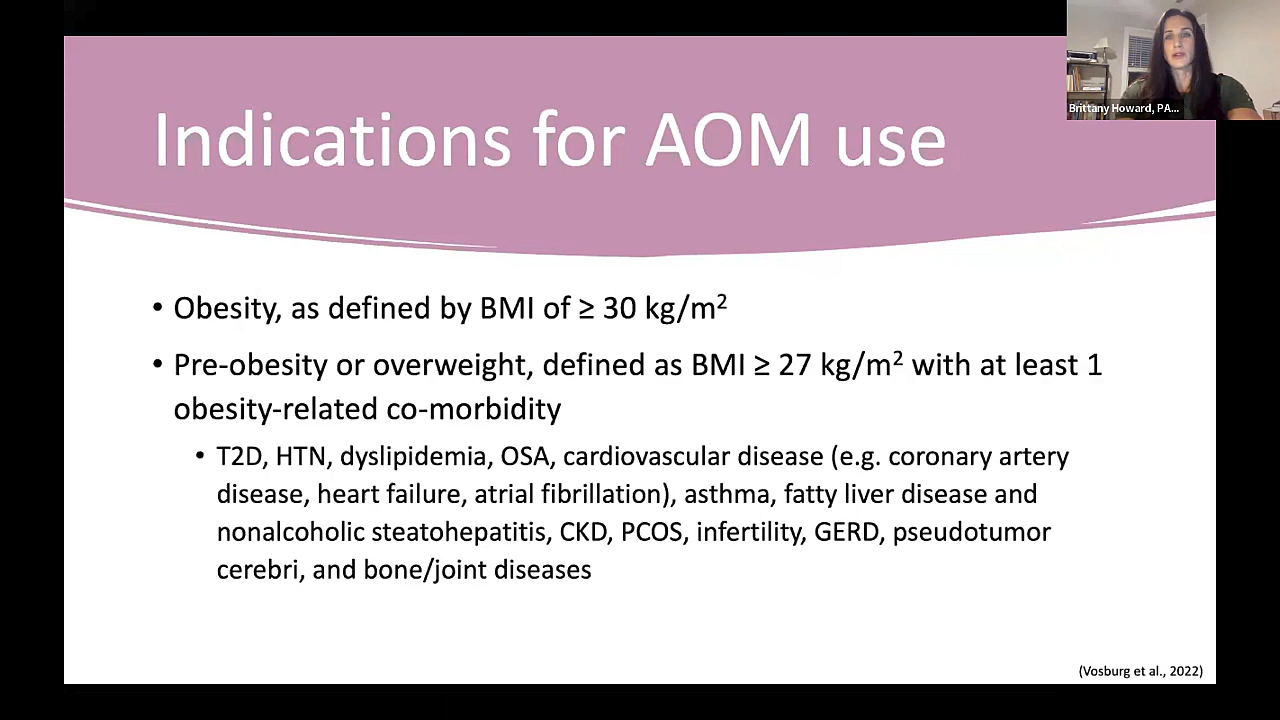 Brittany Howard, PA...
Indications for AOM use
• Obesity, as defined by BMI of ≥ 30 kg/m²
• Pre-obesity or overweight, defined as BMI ≥ 27 kg/m² with at least 1
obesity-related co-morbidity
• T2D, HTN, dyslipidemia, OSA, cardiovascular disease (e.g. coronary artery
disease, heart failure, atrial fibrillation), asthma, fatty liver disease and
nonalcoholic steatohepatitis, CKD, PCOS, infertility, GERD, pseudotumor
cerebri, and bone/joint diseases
(Vosburg et al., 2022)